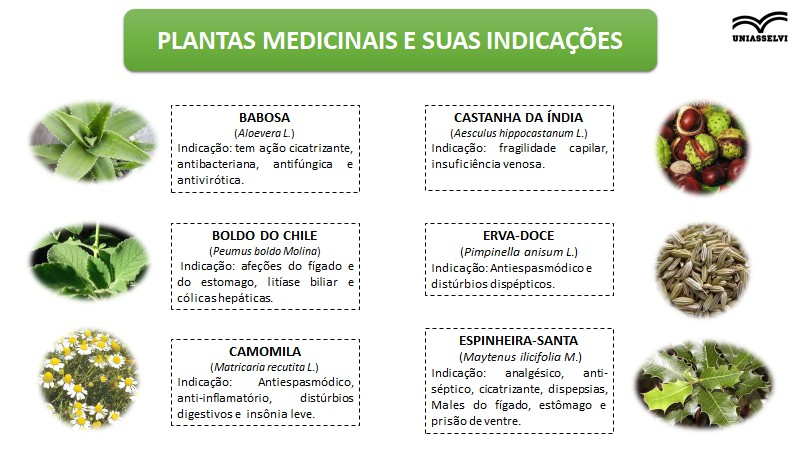 PLANTAS MEDICINAIS E SUAS INDICAÇÕES
UNIASSELVI
BABOSA
(Aloevera L.)
Indicação: tem ação cicatrizante,
antibacteriana, antifúngica e
antivirótica.
CASTANHA DA ÍNDIA
(Aesculus hippocastanum L.)
Indicação: fragilidade capilar,
insuficiência venosa.
BOLDO DO CHILE
(Peumus boldo Molina)
Indicação: afeções do fígado e
do estomago, litíase biliar e
cólicas hepáticas.
ERVA-DOCE
(Pimpinella anisum L.)
Indicação: Antiespasmódico e
distúrbios dispépticos.
CAMOMILA
(Matricaria recutita L.)
Indicação: Antiespasmódico,
anti-inflamatório, distúrbios
digestivos e insônia leve.
ESPINHEIRA-SANTA
(Maytenus ilicifolia M.)
Indicação: analgésico, anti-
séptico, cicatrizante, dispepsias,
Males do fígado, estômago e
prisão de ventre.